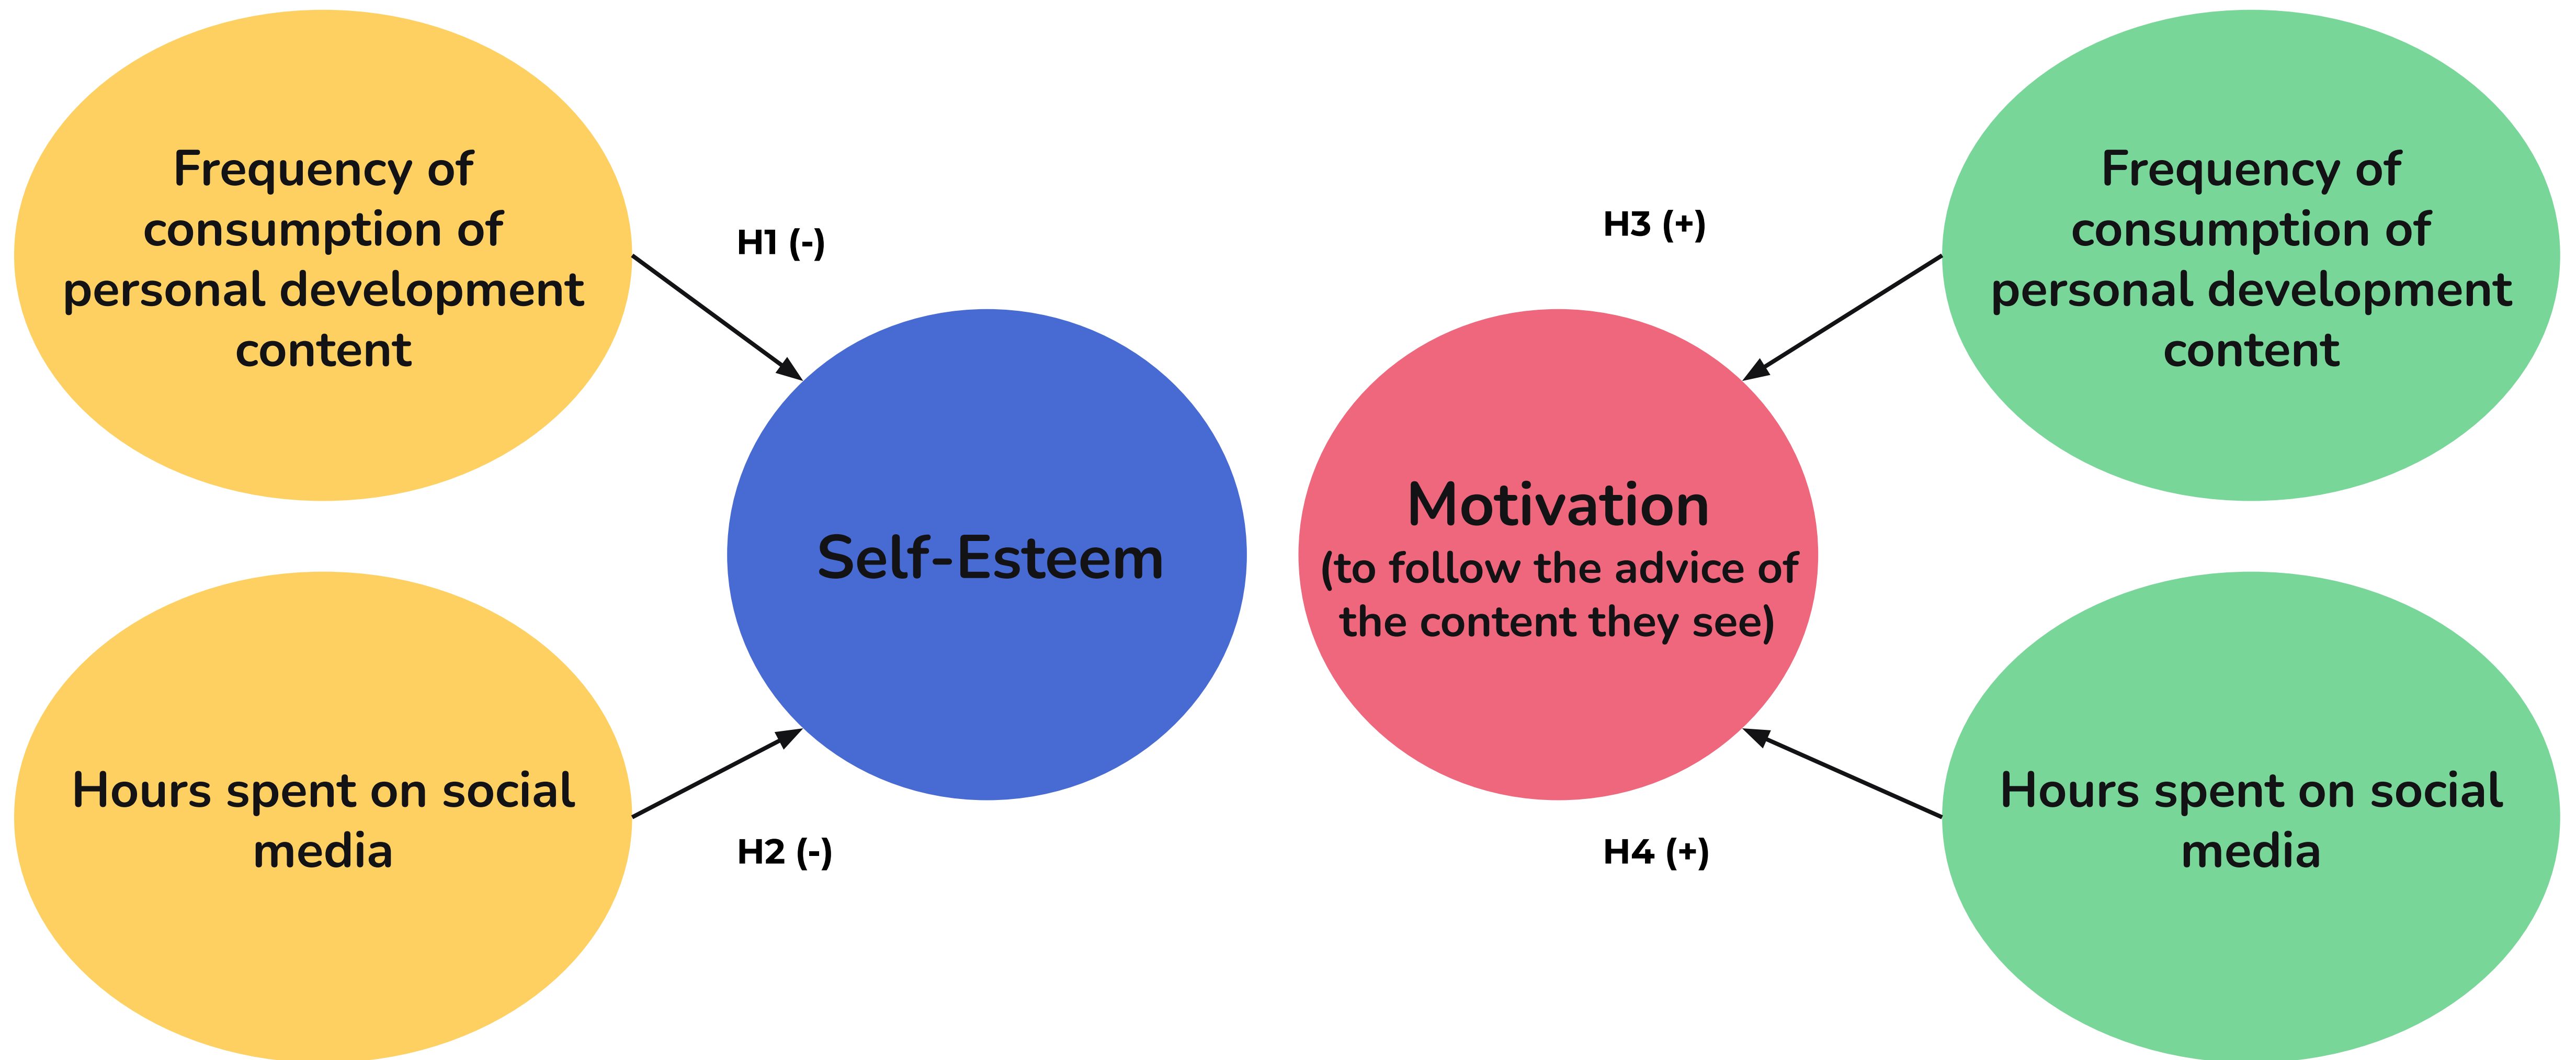 Frequency of
consumption of
personal development
content
H1 (-)
Hours spent on social
media
H2 (-)
Self-Esteem
Motivation
(to follow the advice of
the content they see)
H3 (+)
Frequency of
consumption of
personal development
content
H4 (+)
Hours spent on social
media